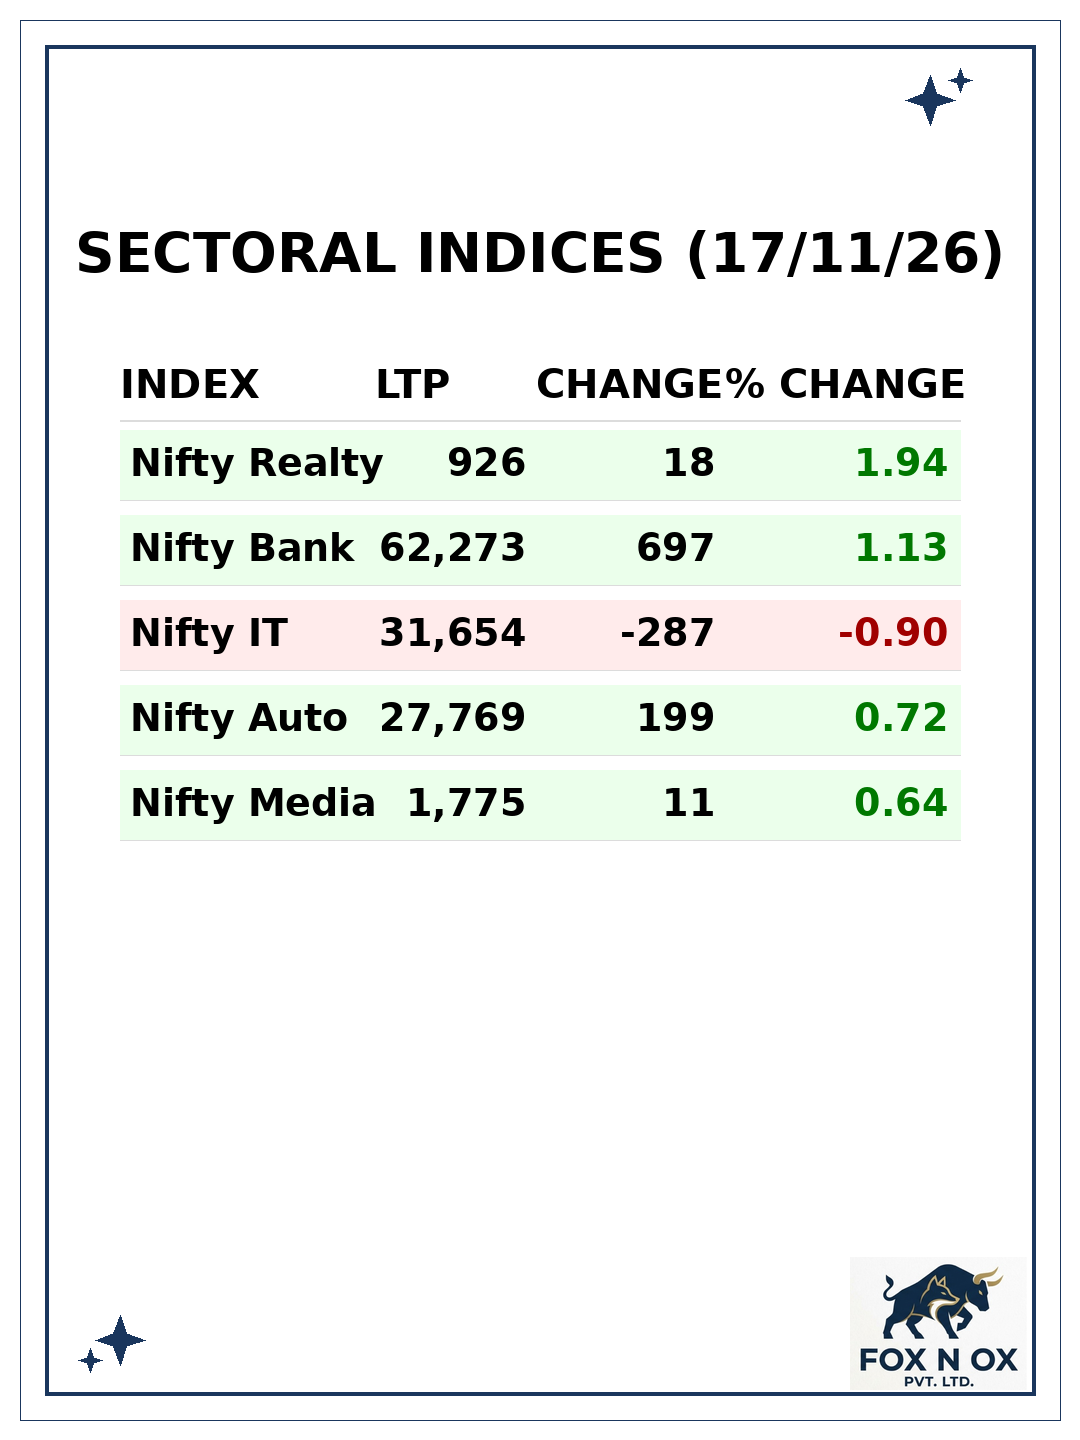 SECTORAL INDICES (17/11/26)
INDEX LTP CHANGE % CHANGE
Nifty Realty 926 18 1.94
Nifty Bank 62,273 697 1.13
Nifty IT 31,654 -287 -0.90
Nifty Auto 27,769 199 0.72
Nifty Media 1,775 11 0.64
FOX N OX
PVT. LTD.